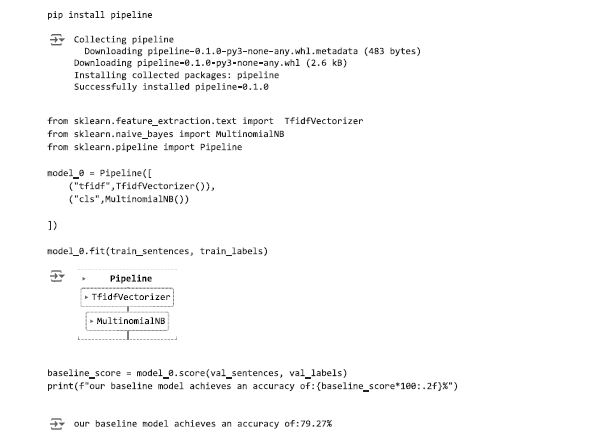 pip install pipeline
Collecting pipeline
Downloading pipeline-0.1.0-py3-none-any.whl.metadata (483 bytes)
Downloading pipeline-0.1.0-py3-none-any.whl (2.6 kB)
Installing collected packages: pipeline
Successfully installed pipeline-0.1.0
from sklearn.feature_extraction.text import  TfidfVectorizer
from sklearn.naive_bayes import MultinomialNB
from sklearn.pipeline import Pipeline
model_0 = Pipeline([
    ("tfidf",TfidfVectorizer()),
    ("cls",MultinomialNB())
])
model_0.fit(train_sentences, train_labels)
Pipeline
TfidfVectorizer
MultinomialNB
baseline_score = model_0.score(val_sentences, val_labels)
print(f"our baseline model achieves an accuracy of:{baseline_score*100:.2f}%")
our baseline model achieves an accuracy of:79.27%